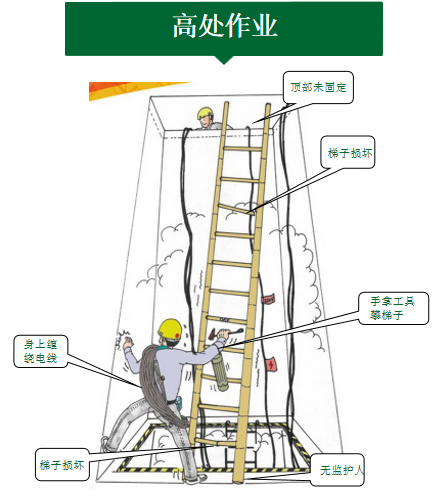 高处作业
顶部未固定
梯子损坏
手拿工具
攀梯子
身上缠
绕电线
梯子损坏
无监护人